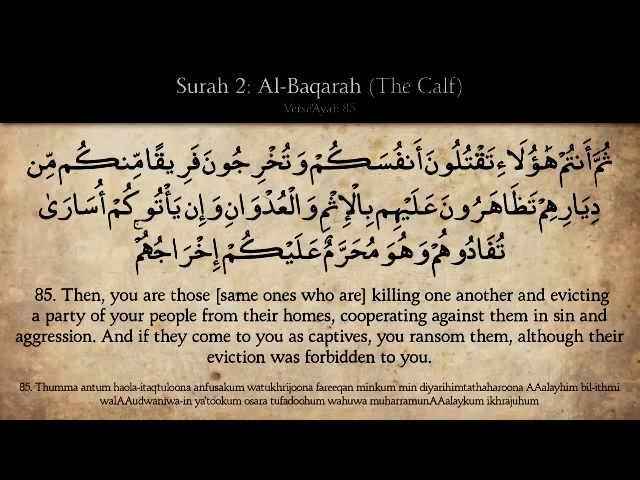 Surah 2: Al-Baqarah (The Calf)
Verse/Ayah 85
ثُمَّ أَنتُمْ هَٰؤُلَاءِ تَقْتُلُونَ أَنفُسَكُمْ وَتُخْرِجُونَ فَرِيقًا مِّنكُم مِّن
دِيَارِهِمْ تَظَاهَرُونَ عَلَيْهِم بِالْإِثْمِ وَالْعُدْوَانِ وَإِن يَأْتُوكُمْ أُسَارَىٰ
تُفَادُوهُمْ وَهُوَ مُحَرَّمٌ عَلَيْكُمْ إِخْرَاجُهُمْ ۚ
85. Then, you are those [same ones who are] killing one another and evicting
a party of your people from their homes, cooperating against them in sin and
aggression. And if they come to you as captives, you ransom them, although their
eviction was forbidden to you.
85. Thumma antum haola-itaqtuloona anfusakum watukhrijoona fareeqan minkum min diyarihimtathaharoona AAalayhim bil-ithmi
walAAudwaniwa-in ya'tookum osara tufadoohum wahuwa muharramunAAalaykum ikhrajuhum